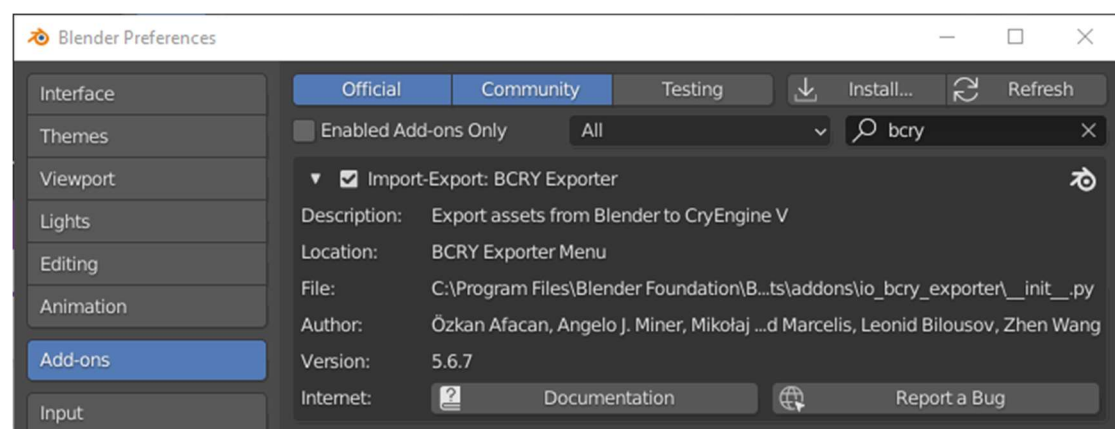 Blender Preferences
Interface
Themes
Viewport
Lights
Editing
Animation
Add-ons
Input
Official Community Testing Install... Refresh
Enabled Add-ons Only All bcry
Import-Export: BCRY Exporter
Description: Export assets from Blender to CryEngine V
Location: BCRY Exporter Menu
File: C:\Program Files\Blender Foundation\B...ts\addons\io_bcry_exporter\__init__.py
Author: Özkan Afacan, Angelo J. Miner, Mikołaj ...d Marcelis, Leonid Bilousov, Zhen Wang
Version: 5.6.7
Internet: Documentation Report a Bug